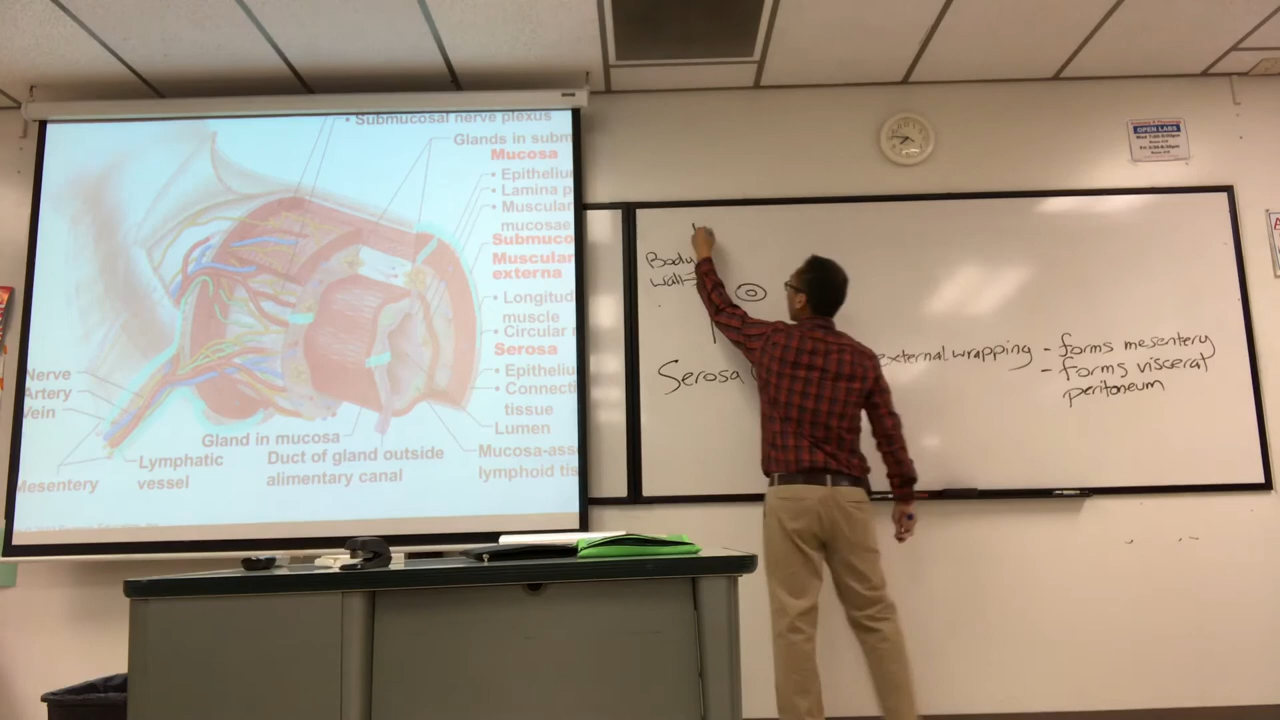 Submucosal nerve plexus
Glands in subm
Mucosa
Epithelium
Lamina p
Muscular
mucosae
Submuco
Muscular
externa
Longitud
muscle
Circular
Serosa
Epitheliu
Connecti
tissue
Lumen
Mucosa-ass
lymphoid tis
Nerve
Artery
Vein
Gland in mucosa
Lymphatic
vessel
Duct of gland outside
alimentary canal
Mesentery
Body
wall
Serosa
external wrapping - forms mesentery
- forms visceral
peritoneum
OPEN LABS